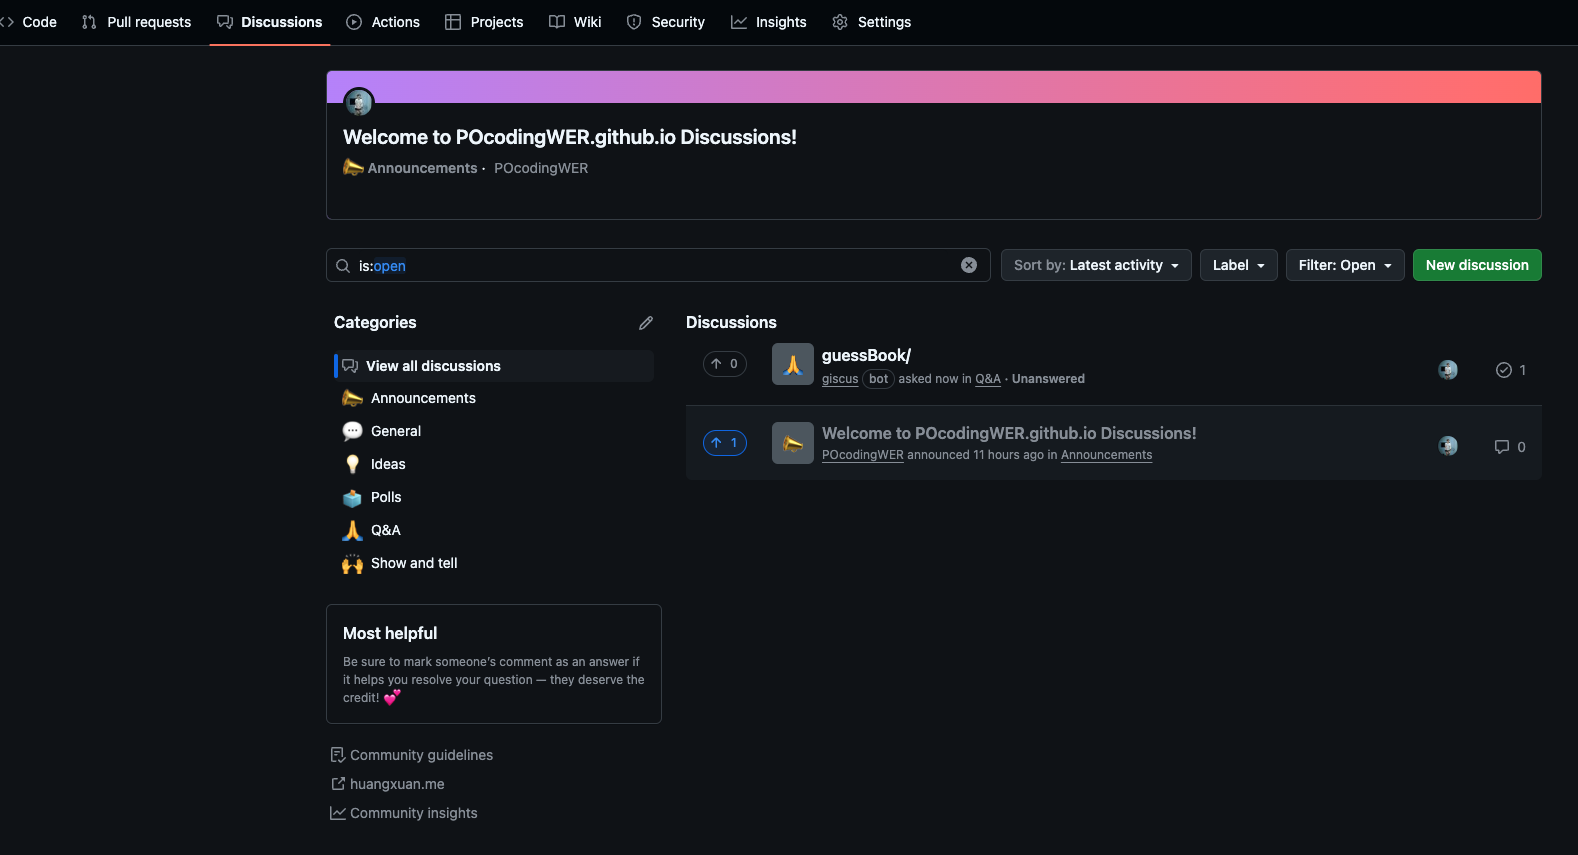 Code Pull requests Discussions Actions Projects Wiki Security Insights Settings
Welcome to POcodingWER.github.io Discussions!
Announcements · POcodingWER
is:open
Sort by: Latest activity Label Filter: Open New discussion
Categories
View all discussions
Announcements
General
Ideas
Polls
Q&A
Show and tell
Most helpful
Be sure to mark someone's comment as an answer if
it helps you resolve your question — they deserve the
credit!
Community guidelines
huangxuan.me
Community insights
Discussions
0 guessBook/ 1
giscus bot asked now in Q&A · Unanswered
1 Welcome to POcodingWER.github.io Discussions! 0
POcodingWER announced 11 hours ago in Announcements